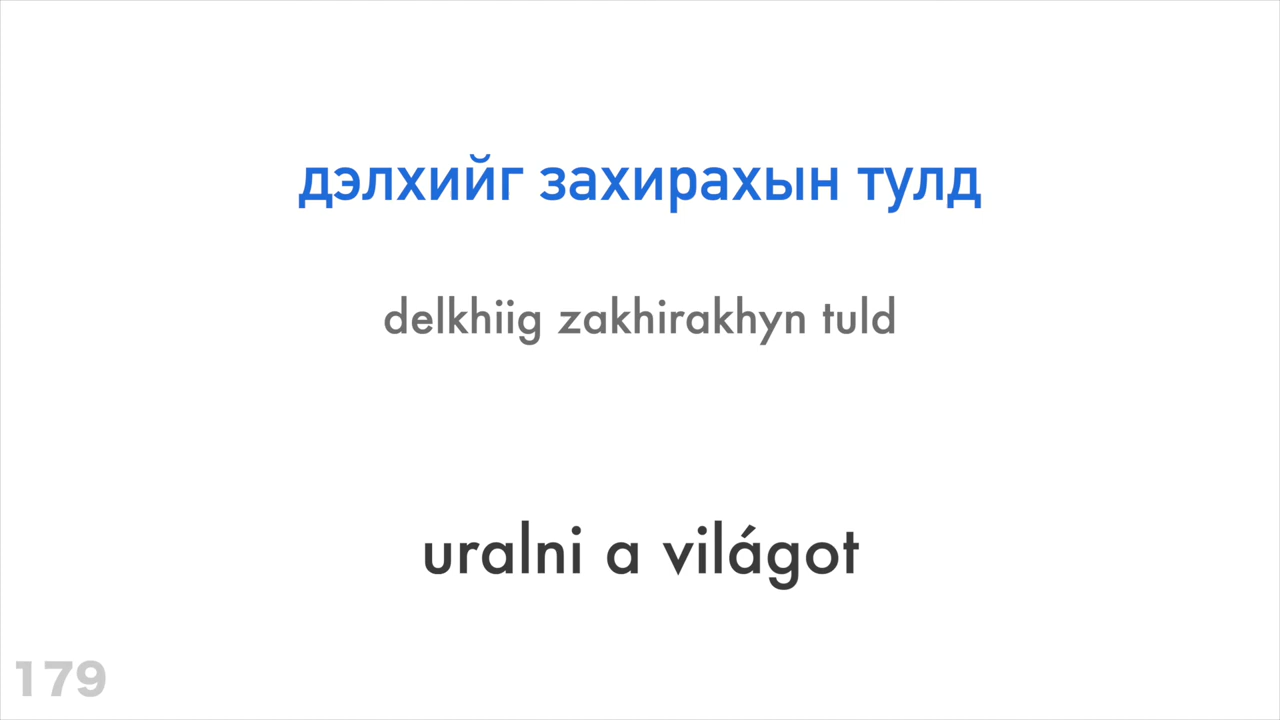 дэлхийг захирахын тулд
delkhiig zakhirakhyn tuld
uralni a világot
179